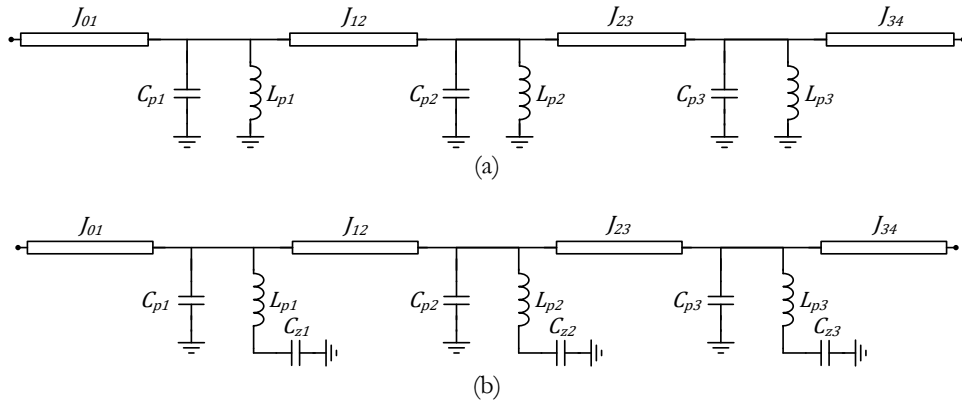 J01 J12 J23 J34
Cp1 Lp1 Cp2 Lp2 Cp3 Lp3
(a)
J01 J12 J23 J34
Cp1 Lp1 Cp2 Lp2 Cp3 Lp3
Cz1 Cz2 Cz3
(b)